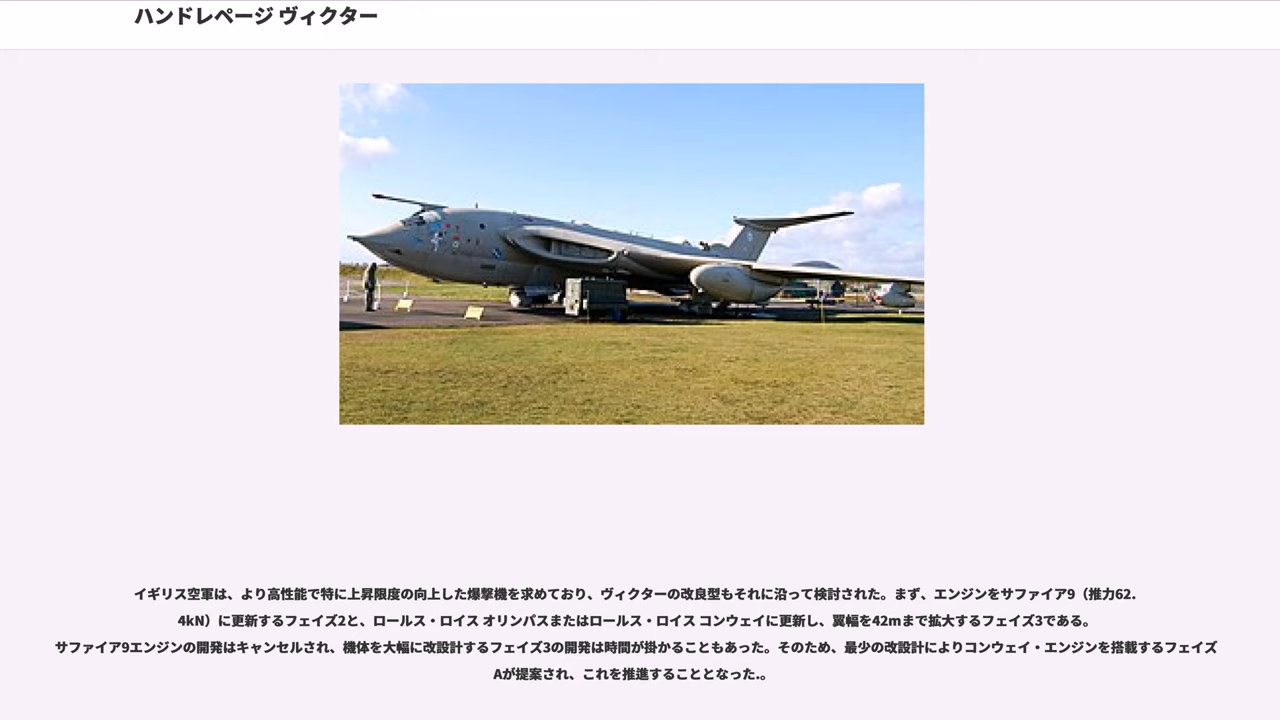 ハンドレページ ヴィクター
イギリス空軍は、より高性能で特に上昇限度の向上した爆撃機を求めており、ヴィクターの改良型もそれに沿って検討された。まず、エンジンをサファイア9（推力62.
4kN）に更新するフェイズ2と、ロールス・ロイス オリンパスまたはロールス・ロイス コンウェイに更新し、翼幅を42mまで拡大するフェイズ3である。
サファイア9エンジンの開発はキャンセルされ、機体を大幅に改設計するフェイズ3の開発は時間が掛かることもあった。そのため、最少の改設計によりコンウェイ・エンジンを搭載するフェイズ
Aが提案され、これを推進することとなった.。